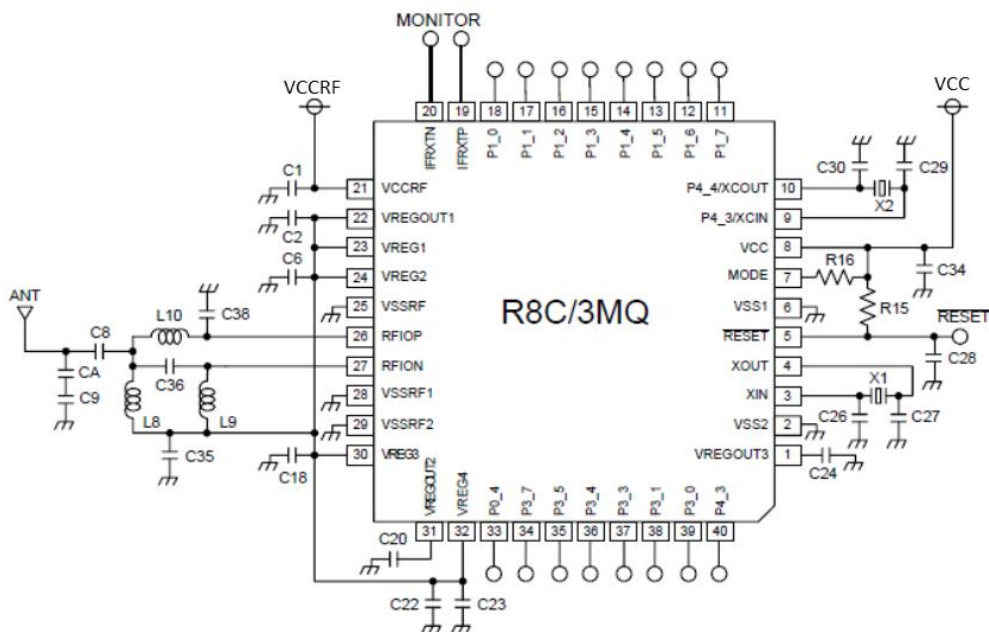 MONITOR
VCCRF
VCC
20 19 18 17 16 15 14 13 12 11
IFRXTN IFRXTP P1_0 P1_1 P1_2 P1_3 P1_4 P1_5 P1_6 P1_7
C1
21 VCCRF
C2
22 VREGOUT1
23 VREG1
C6
24 VREG2
25 VSSRF
ANT
L10
C38
26 RFIOP
C8
27 RFION
CA
C36
C9
28 VSSRF1
L8
L9
29 VSSRF2
C35
C18
30 VREG3
R8C/3MQ
C30
C29
P4_4/XCOUT 10
X2
P4_3/XCIN 9
VCC 8
R16
C34
MODE 7
R15
VSS1 6
RESET 5
RESET
C28
XOUT 4
X1
XIN 3
C26
C27
VSS2 2
VREGOUT3 1
C24
VREGOUT2 VREG4 P0_4 P3_7 P3_5 P3_4 P3_3 P3_1 P3_0 P4_3
31 32 33 34 35 36 37 38 39 40
C20
C22
C23